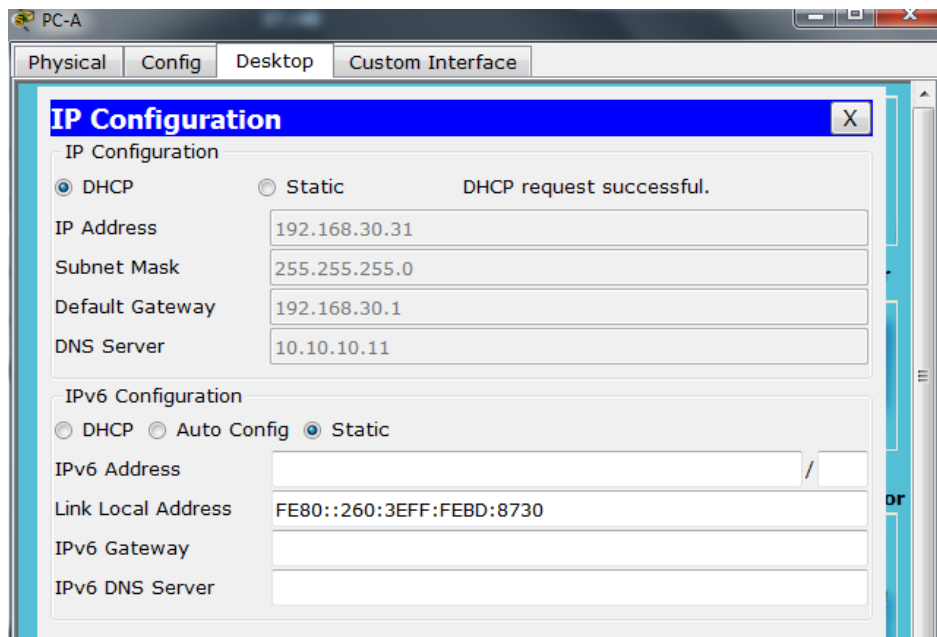 PC-A
Physical Config Desktop Custom Interface
IP Configuration X
IP Configuration
DHCP Static DHCP request successful.
IP Address 192.168.30.31
Subnet Mask 255.255.255.0
Default Gateway 192.168.30.1
DNS Server 10.10.10.11
IPv6 Configuration
DHCP Auto Config Static
IPv6 Address /
Link Local Address FE80::260:3EFF:FEBD:8730
or
IPv6 Gateway
IPv6 DNS Server